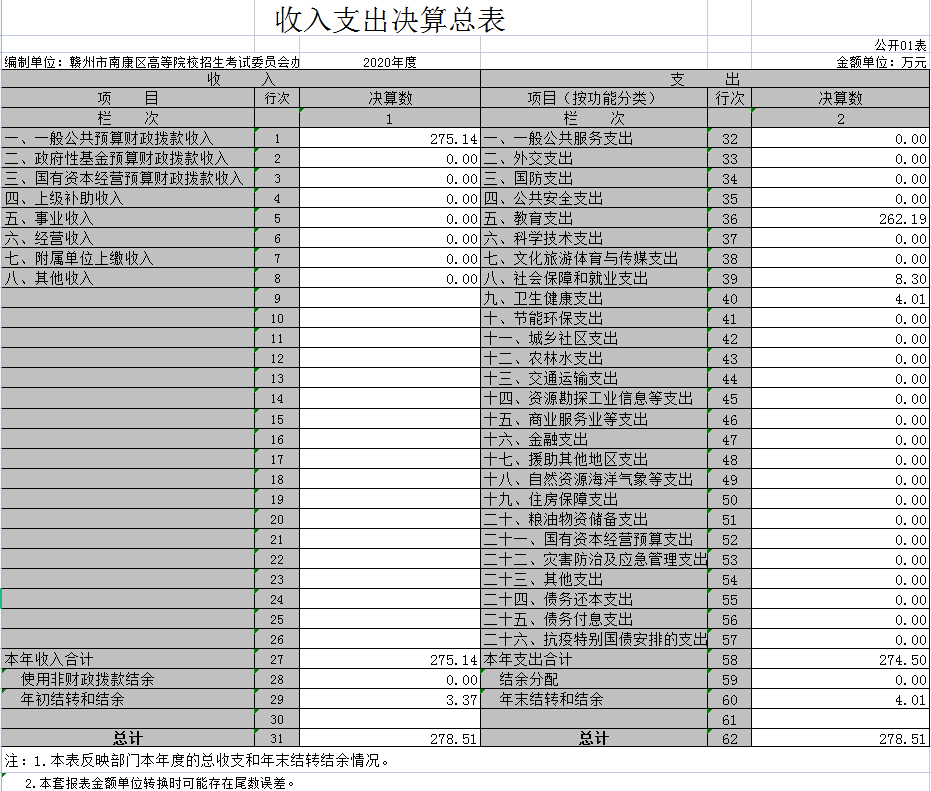 收入支出决算总表
公开01表
编制单位：赣州市南康区高等院校招生考试委员会办 2020年度 金额单位：万元
收 入 支 出
项 目 行次 决算数 项目（按功能分类） 行次 决算数
栏 次 1 栏 次 2
一、一般公共预算财政拨款收入 1 275.14 一、一般公共服务支出 32 0.00
二、政府性基金预算财政拨款收入 2 0.00 二、外交支出 33 0.00
三、国有资本经营预算财政拨款收入 3 0.00 三、国防支出 34 0.00
四、上级补助收入 4 0.00 四、公共安全支出 35 0.00
五、事业收入 5 0.00 五、教育支出 36 262.19
六、经营收入 6 0.00 六、科学技术支出 37 0.00
七、附属单位上缴收入 7 0.00 七、文化旅游体育与传媒支出 38 0.00
八、其他收入 8 0.00 八、社会保障和就业支出 39 8.30
9 九、卫生健康支出 40 4.01
10 十、节能环保支出 41 0.00
11 十一、城乡社区支出 42 0.00
12 十二、农林水支出 43 0.00
13 十三、交通运输支出 44 0.00
14 十四、资源勘探工业信息等支出 45 0.00
15 十五、商业服务业等支出 46 0.00
16 十六、金融支出 47 0.00
17 十七、援助其他地区支出 48 0.00
18 十八、自然资源海洋气象等支出 49 0.00
19 十九、住房保障支出 50 0.00
20 二十、粮油物资储备支出 51 0.00
21 二十一、国有资本经营预算支出 52 0.00
22 二十二、灾害防治及应急管理支出 53 0.00
23 二十三、其他支出 54 0.00
24 二十四、债务还本支出 55 0.00
25 二十五、债务付息支出 56 0.00
26 二十六、抗疫特别国债安排的支出 57 0.00
本年收入合计 27 275.14 本年支出合计 58 274.50
使用非财政拨款结余 28 0.00 结余分配 59 0.00
年初结转和结余 29 3.37 年末结转和结余 60 4.01
30 61
总计 31 278.51 总计 62 278.51
注：1.本表反映部门本年度的总收支和年末结转结余情况。
2.本套报表金额单位转换时可能存在尾数误差。